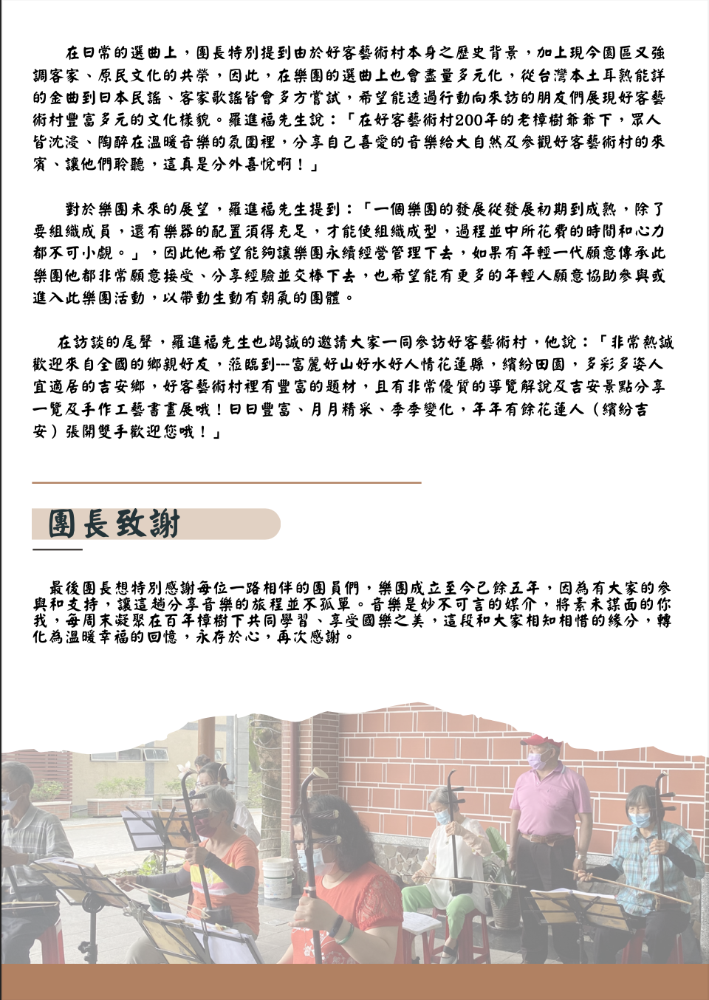 在日常的選曲上，團長特別提到由於好客藝術村本身之歷史背景，加上現今園區又強
調客家、原民文化的共榮，因此，在樂團的選曲上也會盡量多元化，從台灣本土耳熟能詳
的金曲到日本民謠、客家歌謠皆會多方嘗試，希望能透過行動向來訪的朋友們展現好客藝
術村豐富多元的文化樣貌。羅進福先生說：「在好客藝術村200年的老樟樹爺爺下，眾人
皆沈浸、陶醉在溫暖音樂的氛圍裡，分享自己喜愛的音樂給大自然及參觀好客藝術村的來
賓、讓他們聆聽，這真是分外喜悅啊！」
對於樂團未來的展望，羅進福先生提到：「一個樂團的發展從發展初期到成熟，除了
要組織成員，還有樂器的配置須得充足，才能使組織成型，過程並中所花費的時間和心力
都不可小覷。」，因此他希望能夠讓樂團永續經營管理下去，如果有年輕一代願意傳承此
樂團他都非常願意接受、分享經驗並交棒下去，也希望能有更多的年輕人願意協助參與或
進入此樂團活動，以帶動生動有朝氣的團體。
在訪談的尾聲，羅進福先生也竭誠的邀請大家一同參訪好客藝術村，他說：「非常熱誠
歡迎來自全國的鄉親好友，蒞臨到---富麗好山好水好人情花蓮縣，繽紛田園，多彩多姿人
宜適居的吉安鄉，好客藝術村裡有豐富的題材，且有非常優質的導覽解說及吉安景點分享
一覽及手作工藝書畫展哦！日日豐富、月月精采、季季變化，年年有餘花蓮人（繽紛吉
安）張開雙手歡迎您哦！」
團長致謝
最後團長想特別感謝每位一路相伴的團員們，樂團成立至今已餘五年，因為有大家的參
與和支持，讓這趟分享音樂的旅程並不孤單。音樂是妙不可言的媒介，將素未謀面的你
我，每周末凝聚在百年樟樹下共同學習、享受國樂之美，這段和大家相知相惜的緣分，轉
化為溫暖幸福的回憶，永存於心，再次感謝。